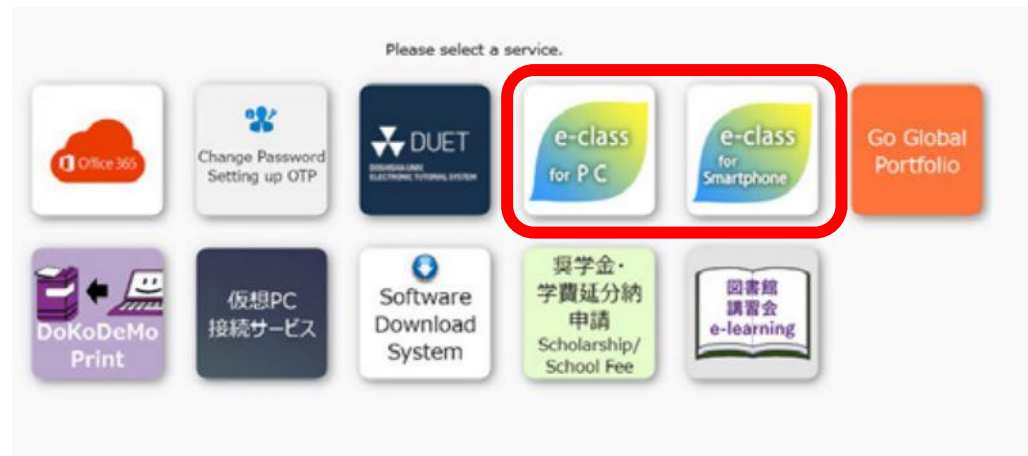 Please select a service.
Office 365
Change Password
Setting up OTP
DUET
DOSHISHA UNIV.
ELECTRONIC TUTORIAL SYSTEM
e-class
for P C
e-class
for
Smartphone
Go Global
Portfolio
DoKoDeMo
Print
仮想PC
接続サービス
Software
Download
System
奨学金・
学費延分納
申請
Scholarship/
School Fee
図書館
講習会
e-learning